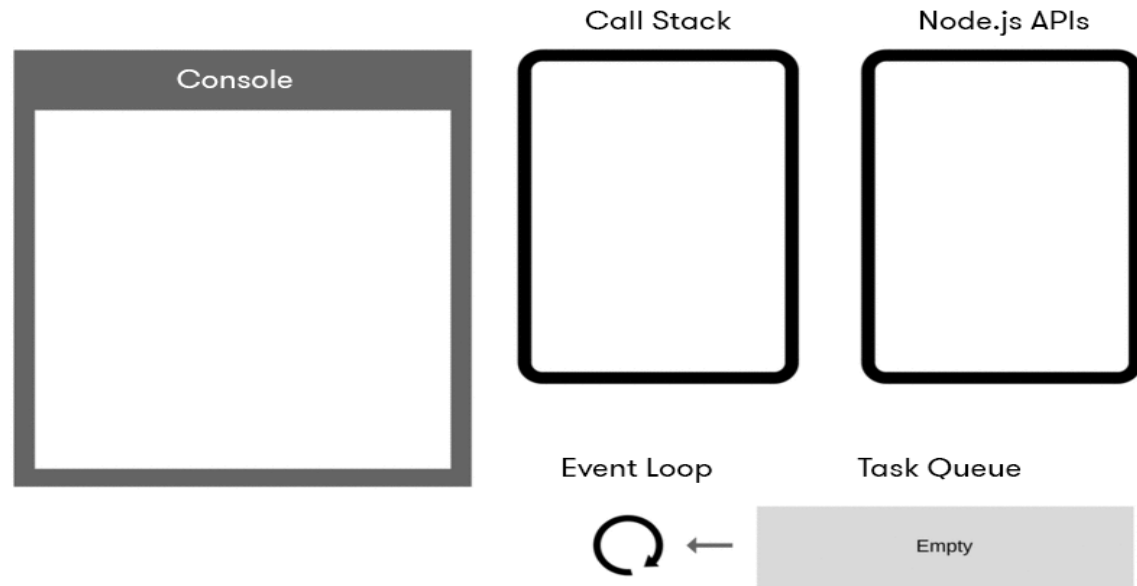 Call Stack
Node.js APIs
Console
Event Loop
Task Queue
Empty